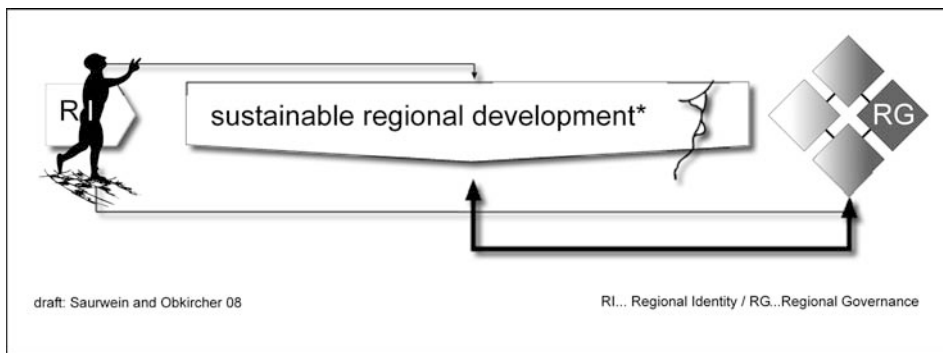 RI
sustainable regional development*
RG
draft: Saurwein and Obkircher 08
RI... Regional Identity / RG...Regional Governance